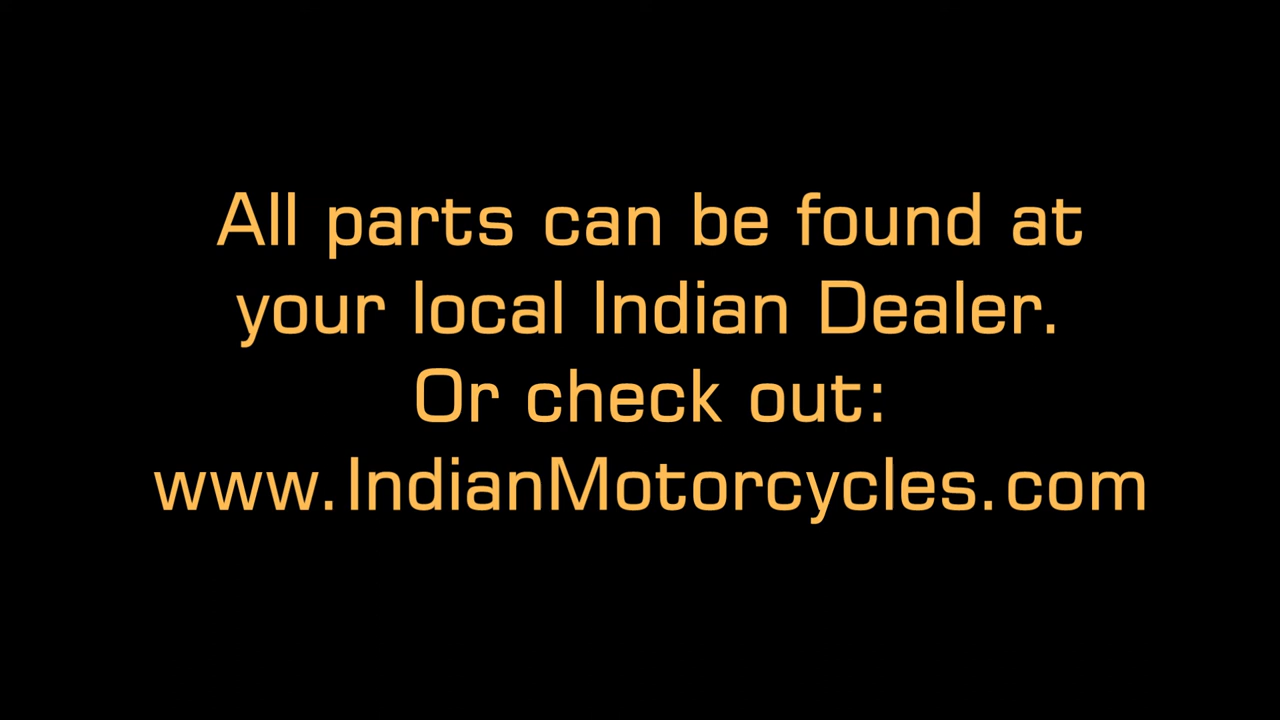 All parts can be found at
your local Indian Dealer.
Or check out:
www.IndianMotorcycles.com